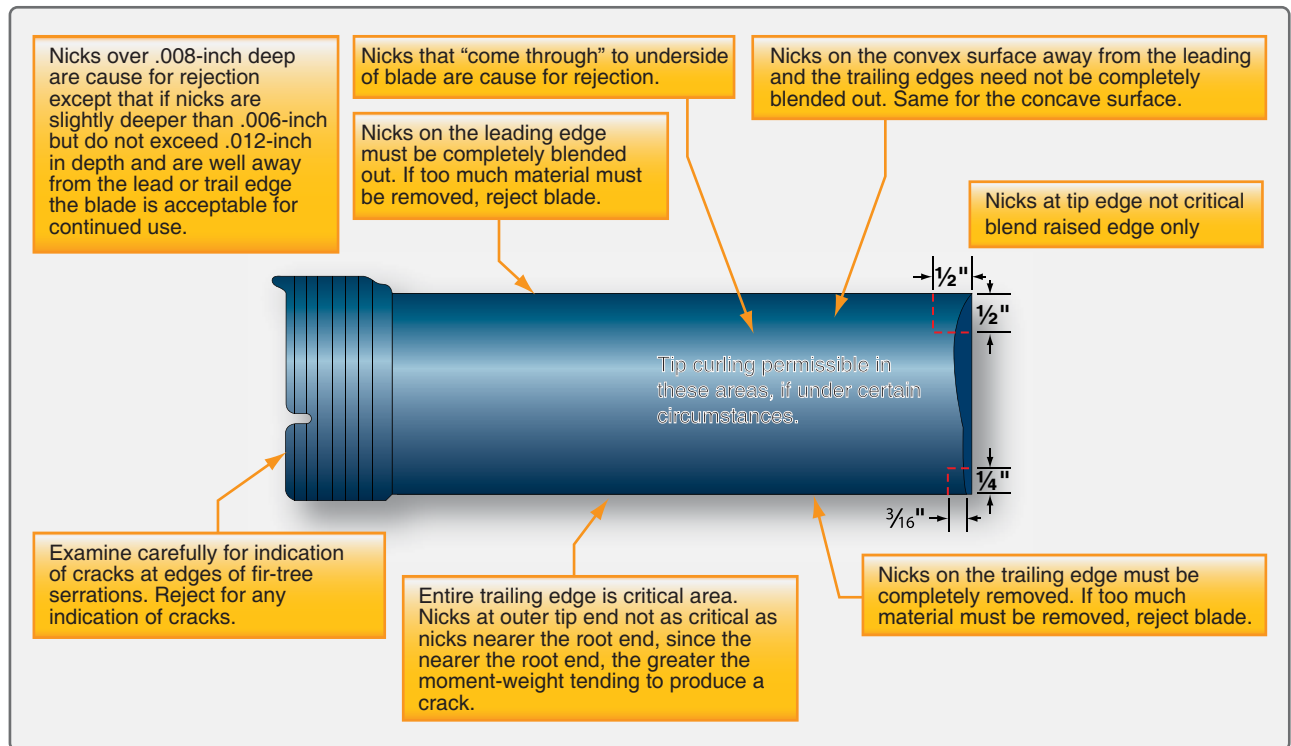 Nicks over .008-inch deep
are cause for rejection
except that if nicks are
slightly deeper than .006-inch
but do not exceed .012-inch
in depth and are well away
from the lead or trail edge
the blade is acceptable for
continued use.
Nicks that “come through” to underside
of blade are cause for rejection.
Nicks on the convex surface away from the leading
and the trailing edges need not be completely
blended out. Same for the concave surface.
Nicks on the leading edge
must be completely blended
out. If too much material must
be removed, reject blade.
Nicks at tip edge not critical
blend raised edge only
½"
½"
Tip curling permissible in
these areas, if under certain
circumstances.
¼"
3⁄16"
Examine carefully for indication
of cracks at edges of fir-tree
serrations. Reject for any
indication of cracks.
Entire trailing edge is critical area.
Nicks at outer tip end not as critical as
nicks nearer the root end, since the
nearer the root end, the greater the
moment-weight tending to produce a
crack.
Nicks on the trailing edge must be
completely removed. If too much
material must be removed, reject blade.